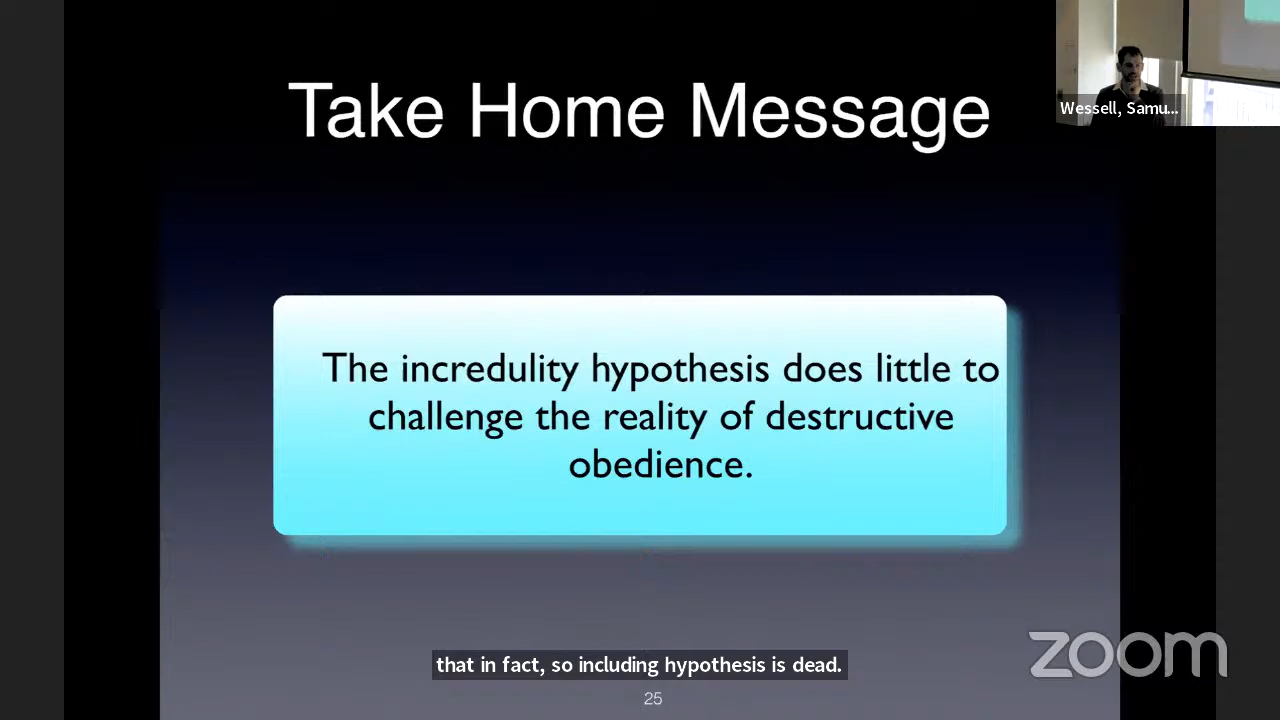 Take Home Message
Wessell, Samu...
The incredulity hypothesis does little to
challenge the reality of destructive
obedience.
zoom
that in fact, so including hypothesis is dead.
25